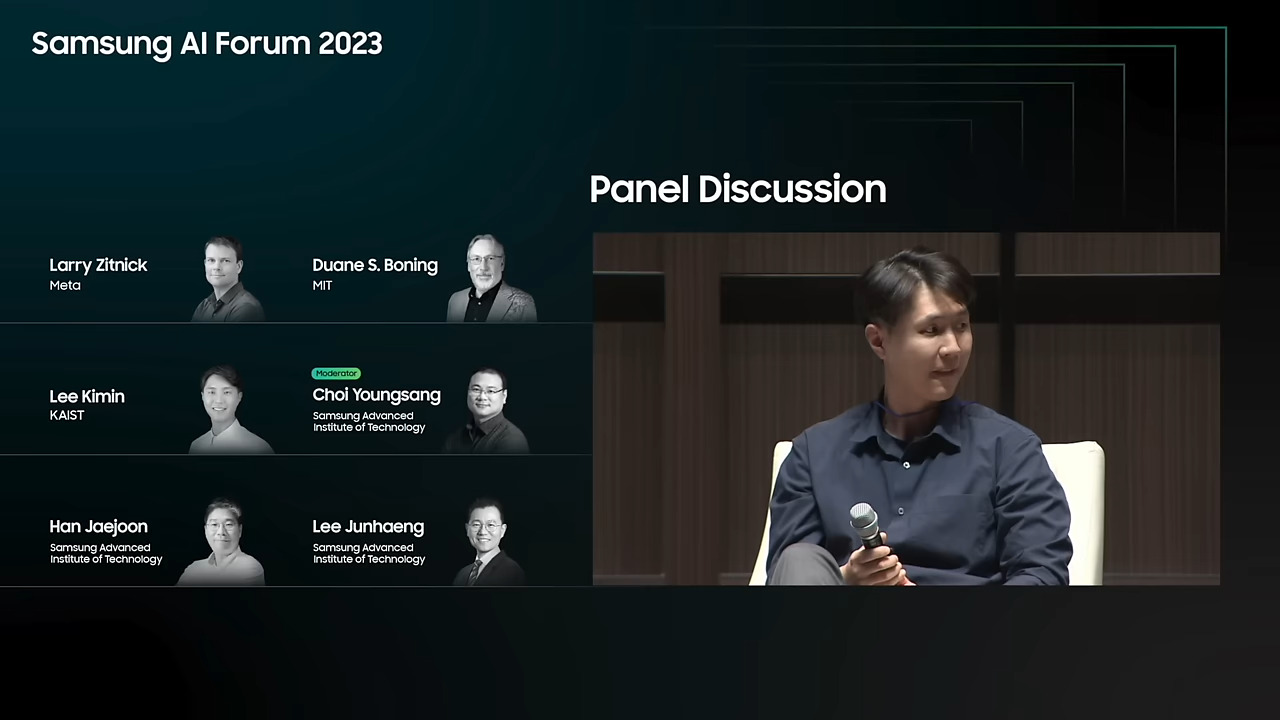 Samsung AI Forum 2023
Panel Discussion
Larry Zitnick
Meta
Duane S. Boning
MIT
Lee Kimin
KAIST
Moderator
Choi Youngsang
Samsung Advanced
Institute of Technology
Han Jaejoon
Samsung Advanced
Institute of Technology
Lee Junhaeng
Samsung Advanced
Institute of Technology